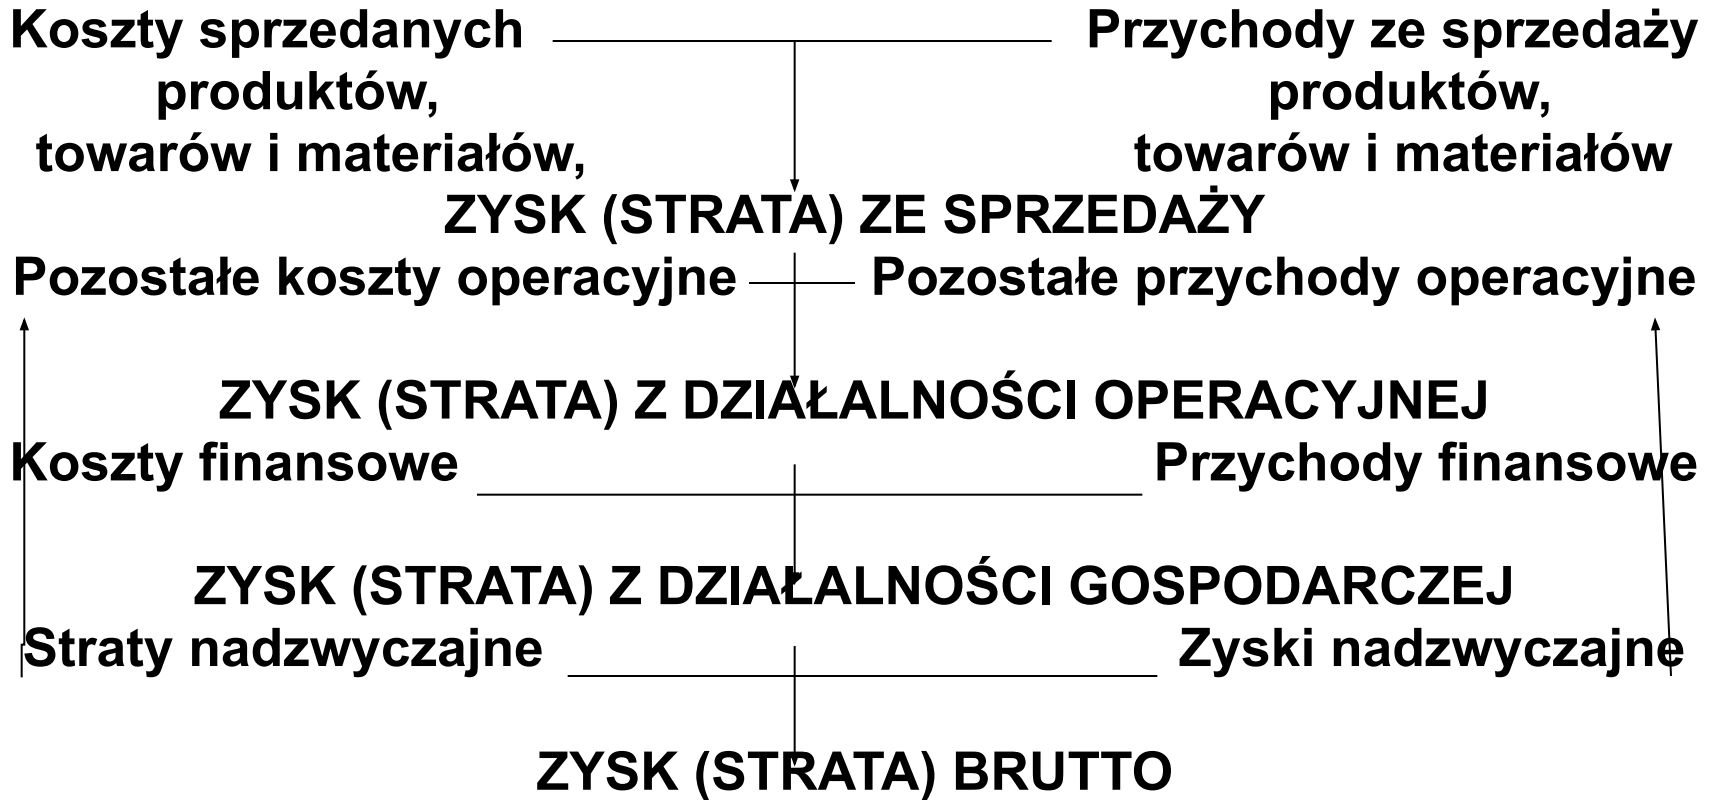 Koszty sprzedanych Przychody ze sprzedaży
produktów, produktów,
towarów i materiałów, towarów i materiałów
ZYSK (STRATA) ZE SPRZEDAŻY
Pozostałe koszty operacyjne Pozostałe przychody operacyjne
ZYSK (STRATA) Z DZIAŁALNOŚCI OPERACYJNEJ
Koszty finansowe Przychody finansowe
ZYSK (STRATA) Z DZIAŁALNOŚCI GOSPODARCZEJ
Straty nadzwyczajne Zyski nadzwyczajne
ZYSK (STRATA) BRUTTO